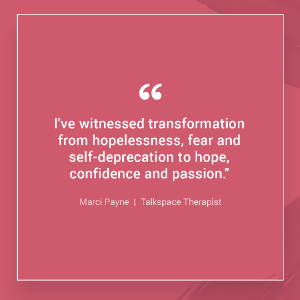 “
I've witnessed transformation
from hopelessness, fear and
self-deprecation to hope,
confidence and passion.”
Marci Payne | Talkspace Therapist